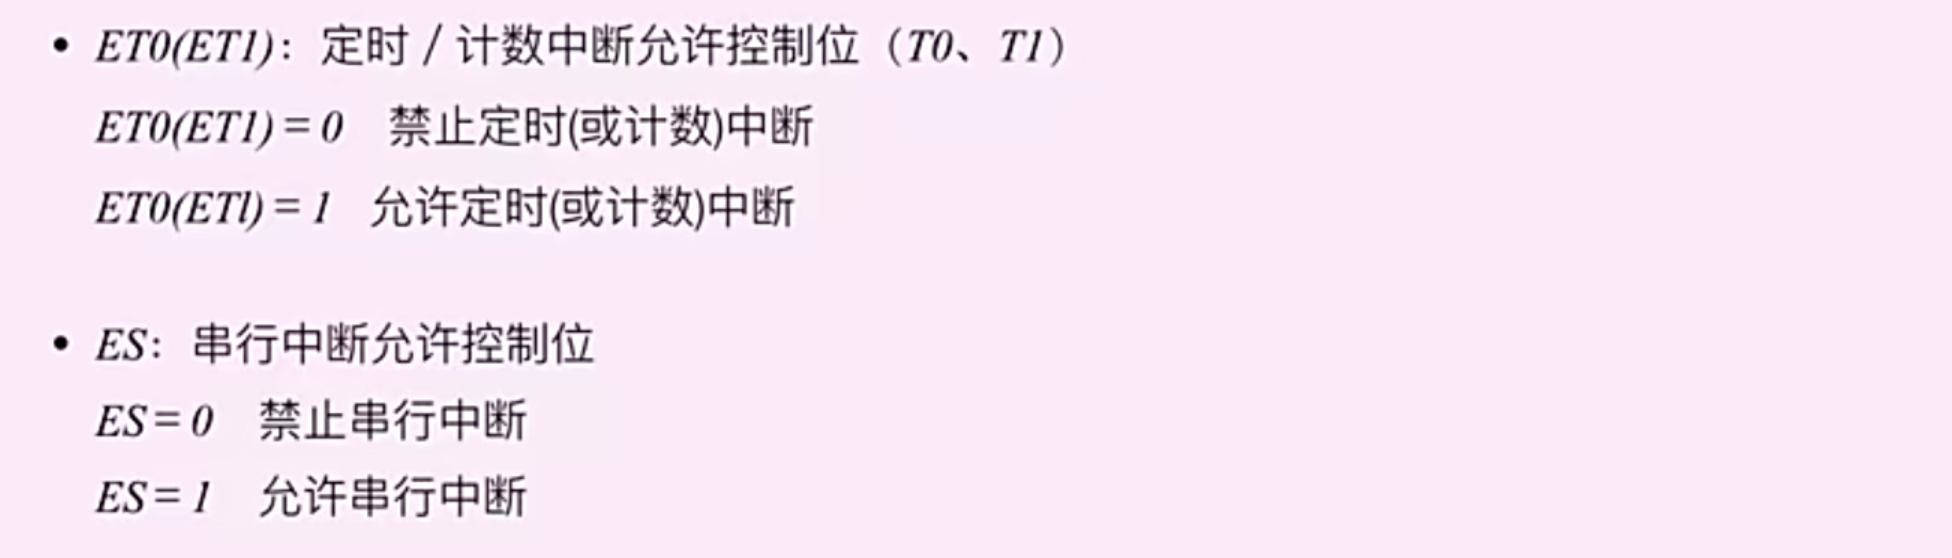 • ET0(ET1)：定时 / 计数中断允许控制位（T0、T1）
ET0(ET1) = 0 禁止定时(或计数)中断
ET0(ETl) = 1 允许定时(或计数)中断
• ES：串行中断允许控制位
ES = 0 禁止串行中断
ES = 1 允许串行中断